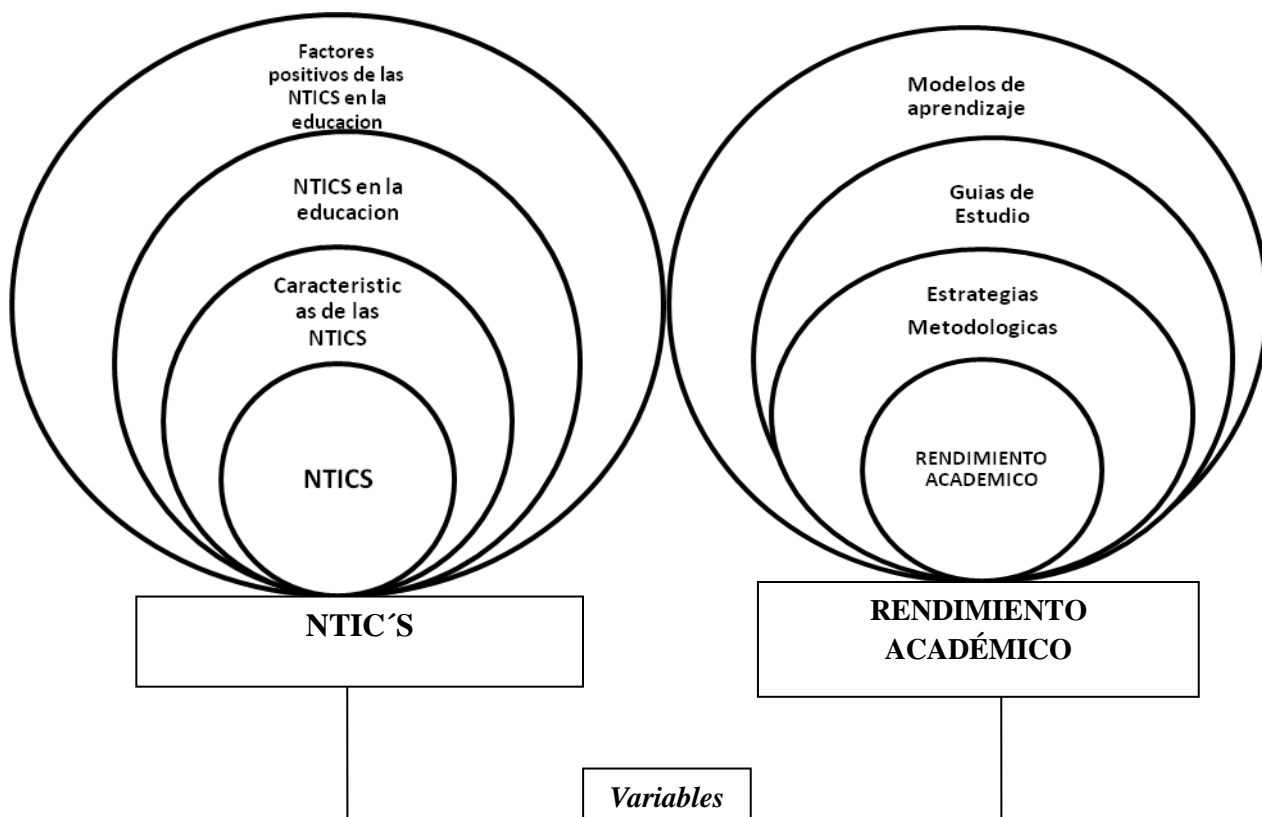 Factores
positivos de las
NTICS en la
educacion
NTICS en la
educacion
Caracteristic
as de las
NTICS
NTICS
NTIC´S
Modelos de
aprendizaje
Guias de
Estudio
Estrategias
Metodologicas
RENDIMIENTO
ACADEMICO
RENDIMIENTO
ACADÉMICO
Variables